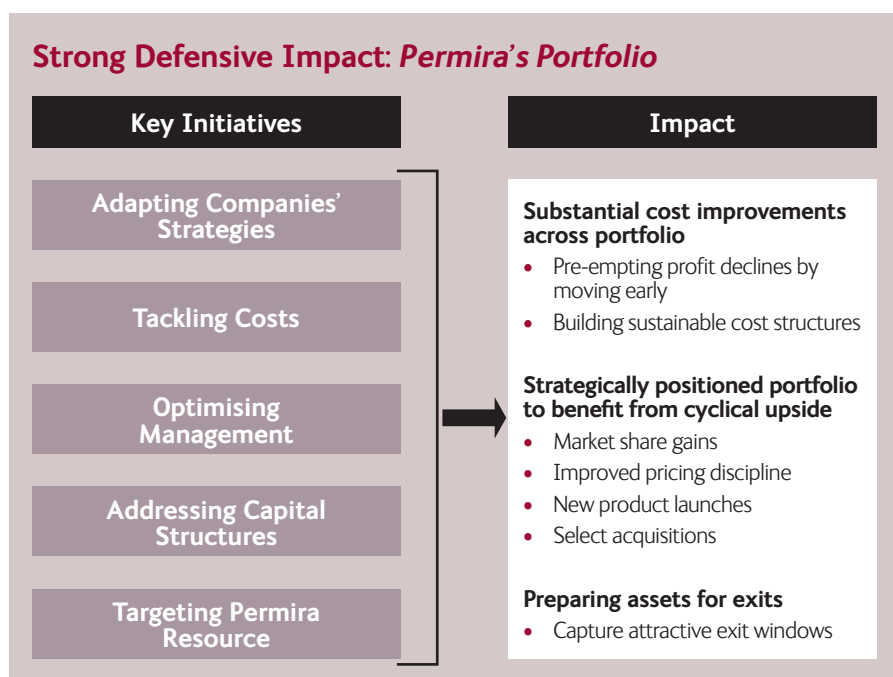 Strong Defensive Impact: Permira's Portfolio
Key Initiatives
Adapting Companies'
Strategies
Tackling Costs
Optimising
Management
Addressing Capital
Structures
Targeting Permira
Resource
Impact
Substantial cost improvements
across portfolio
• Pre-empting profit declines by
moving early
• Building sustainable cost structures
Strategically positioned portfolio
to benefit from cyclical upside
• Market share gains
• Improved pricing discipline
• New product launches
• Select acquisitions
Preparing assets for exits
• Capture attractive exit windows